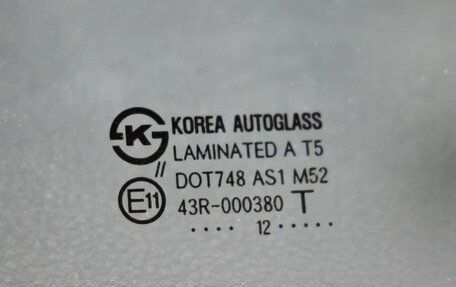 K KOREA AUTOGLASS
// LAMINATED A T5
DOT748 AS1 M52
E11 43R-000380 T
···· 12 ·····